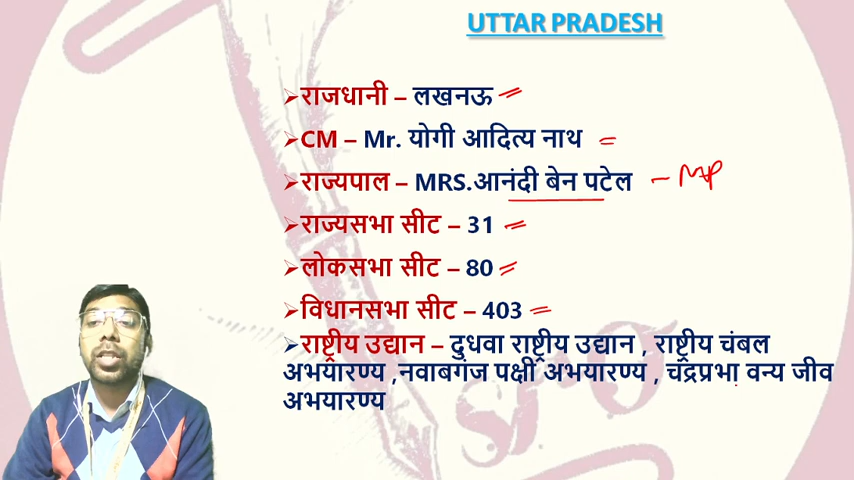 UTTAR PRADESH
➢राजधानी – लखनऊ
➢CM – Mr. योगी आदित्य नाथ
➢राज्यपाल – MRS.आनंदी बेन पटेल – MP
➢राज्यसभा सीट – 31
➢लोकसभा सीट – 80
➢विधानसभा सीट – 403
➢राष्ट्रीय उद्यान – दुधवा राष्ट्रीय उद्यान , राष्ट्रीय चंबल
अभयारण्य ,नवाबगंज पक्षी अभयारण्य , चंद्रप्रभा वन्य जीव
अभयारण्य